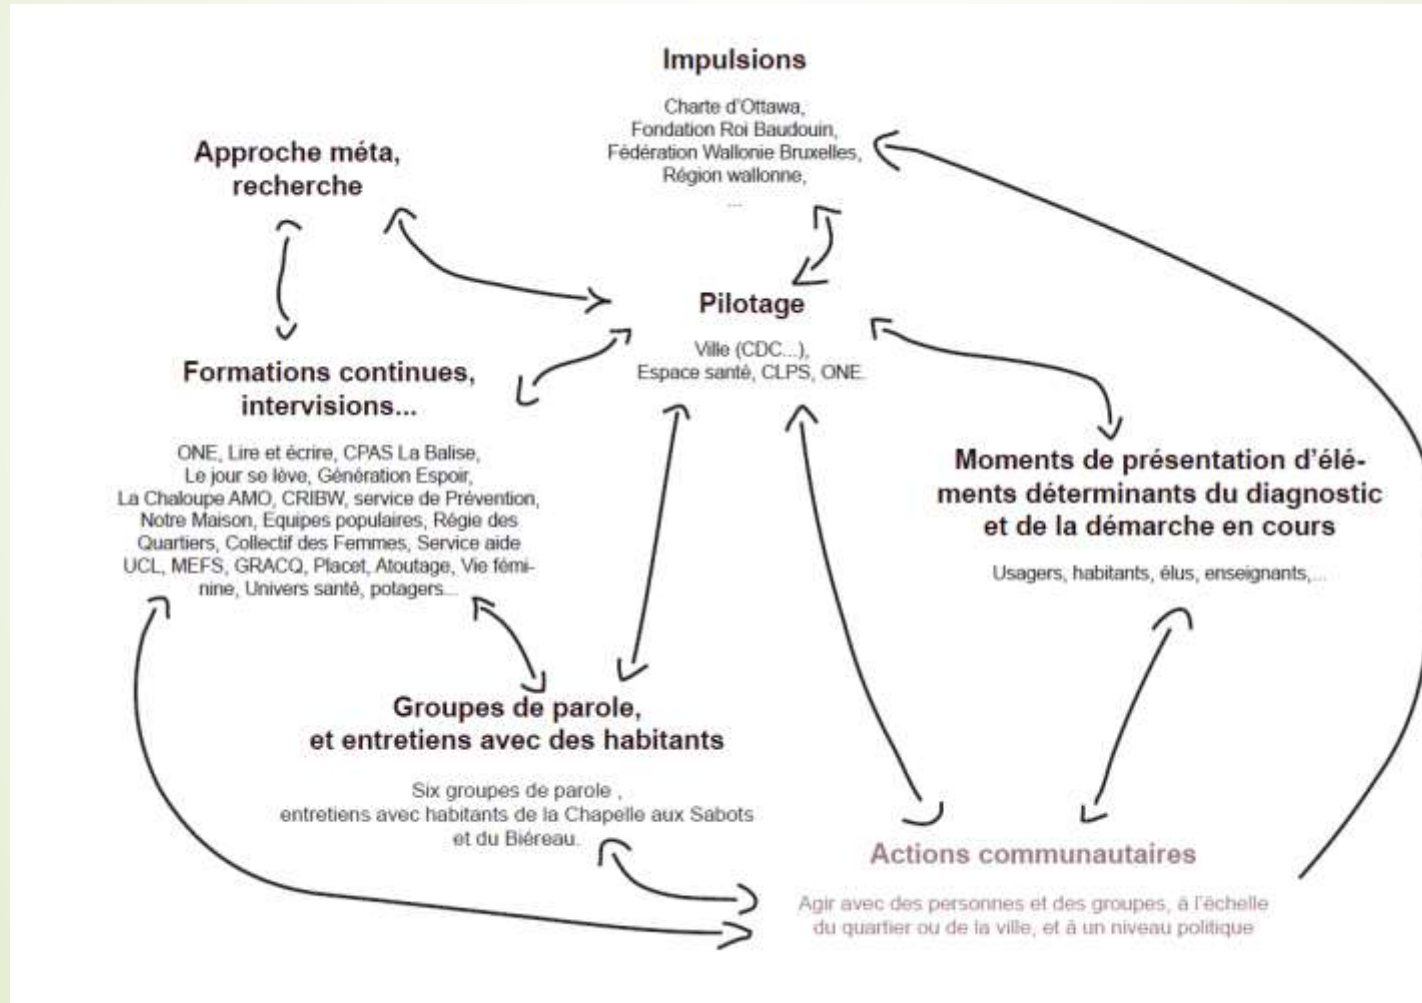 Impulsions
Charte d'Ottawa,
Fondation Roi Baudouin,
Fédération Wallonie Bruxelles,
Région wallonne,
...
Approche méta,
recherche
Pilotage
Ville (CDC...),
Espace santé, CLPS, ONE.
Formations continues,
intervisions...
ONE, Lire et écrire, CPAS La Balise,
Le jour se lève, Génération Espoir,
La Chaloupe AMO, CRIBW, service de Prévention,
Notre Maison, Equipes populaires, Régie des
Quartiers, Collectif des Femmes, Service aide
UCL, MEFS, GRACQ, Placet, Atoutage, Vie fémi-
nine, Univers santé, potagers...
Moments de présentation d'élé-
ments déterminants du diagnostic
et de la démarche en cours
Usagers, habitants, élus, enseignants,...
Groupes de parole,
et entretiens avec des habitants
Six groupes de parole ,
entretiens avec habitants de la Chapelle aux Sabots
et du Biéreau.
Actions communautaires
Agir avec des personnes et des groupes, à l'échelle
du quartier ou de la ville, et à un niveau politique